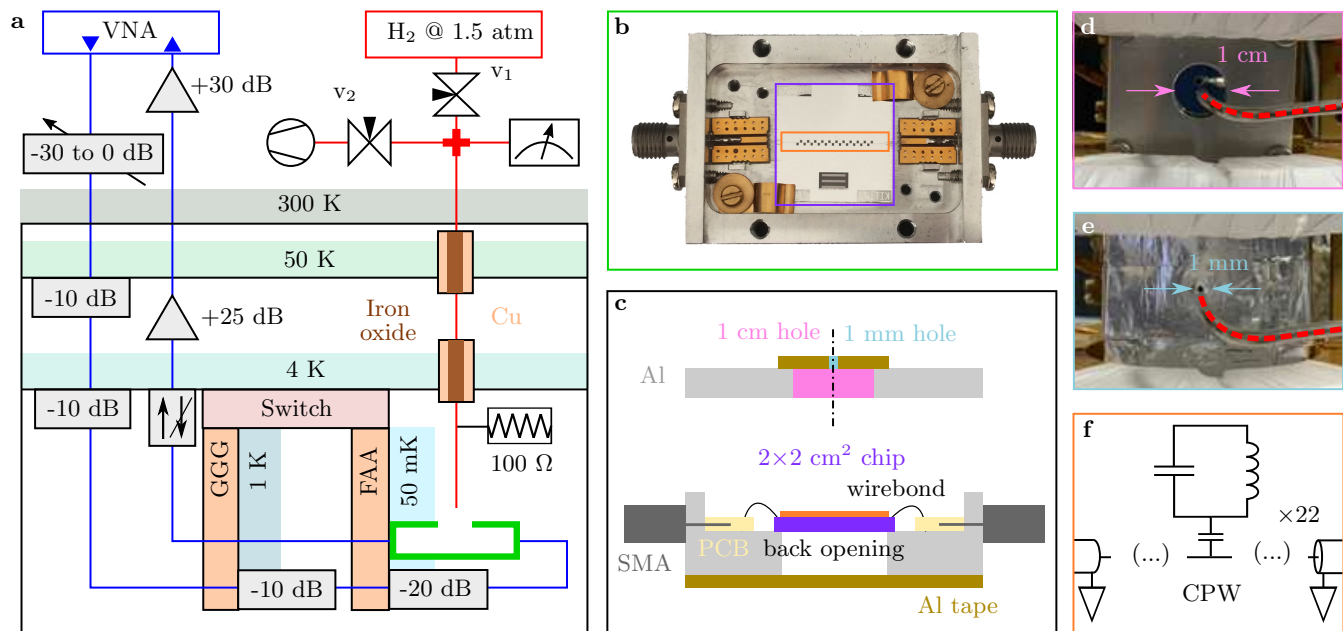 a
VNA
H₂ @ 1.5 atm
+30 dB
v₁
v₂
-30 to 0 dB
300 K
50 K
-10 dB
+25 dB
Iron
oxide
Cu
4 K
-10 dB
Switch
GGG
1 K
FAA
50 mK
100 Ω
-10 dB
-20 dB
b
c
1 cm hole
1 mm hole
Al
2×2 cm² chip
wirebond
PCB
back opening
SMA
Al tape
d
1 cm
e
1 mm
f
×22
(...)
(...)
CPW